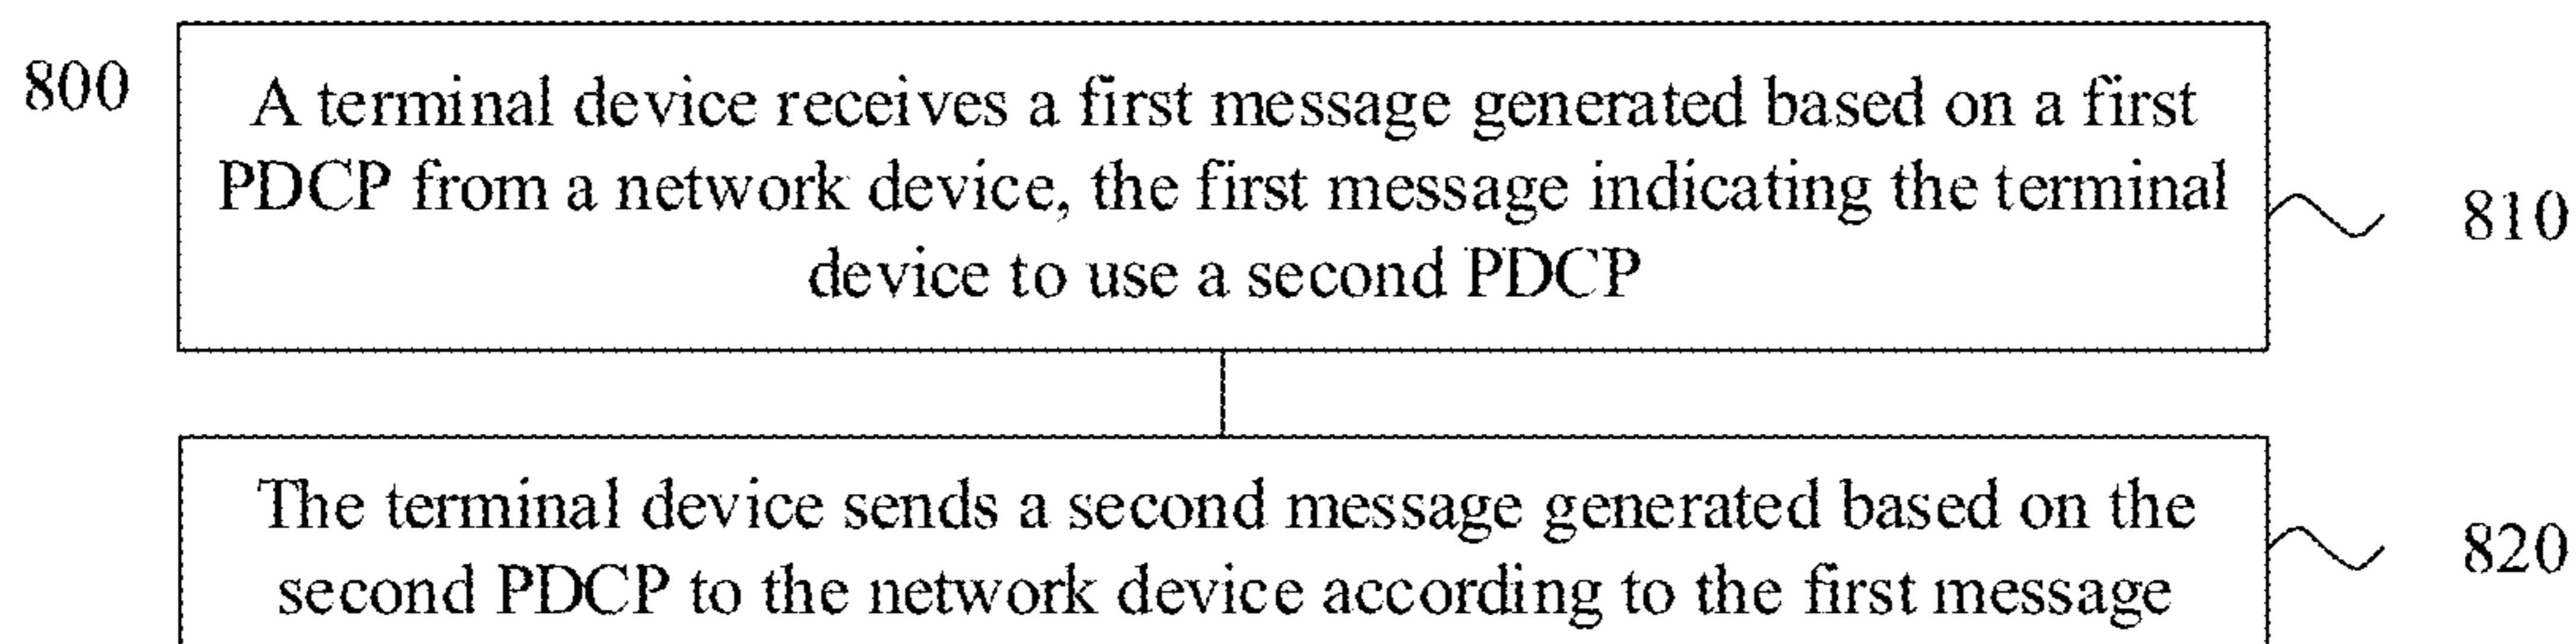 800
A terminal device receives a first message generated based on a first
PDCP from a network device, the first message indicating the terminal
device to use a second PDCP
810
The terminal device sends a second message generated based on the
second PDCP to the network device according to the first message
820